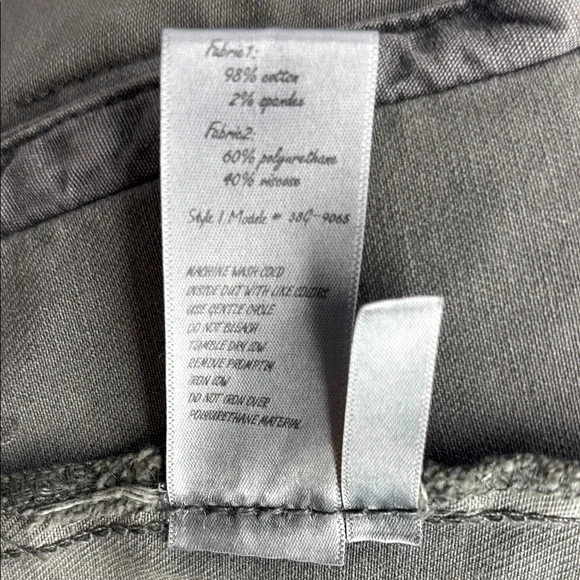 Fabric1:
98% cotton
2% spandex
Fabric2:
60% polyurethane
40% viscose
Style / Modele # 38G-9065
MACHINE WASH COLD
INSIDE OUT WITH LIKE COLORS
USE GENTLE CYCLE
DO NOT BLEACH
TUMBLE DRY LOW
REMOVE PROMPTLY
IRON LOW
DO NOT IRON OVER
POLYURETHANE MATERIAL